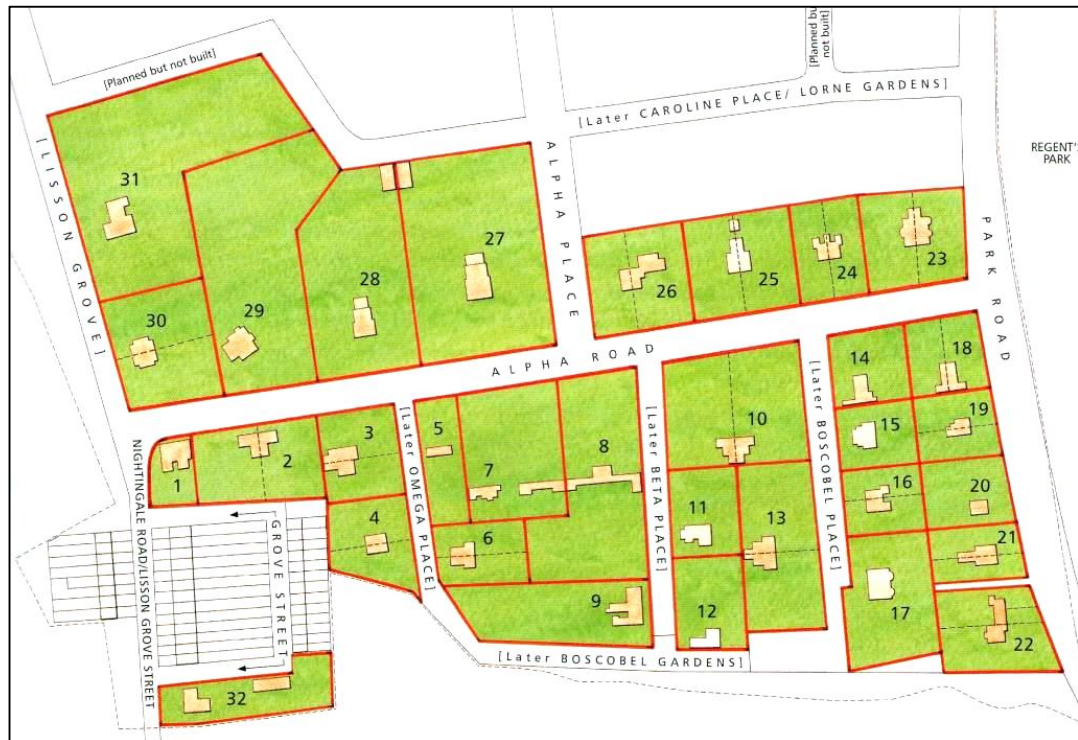 [Planned but not built]
[Planned bu
not built]
[Later CAROLINE PLACE/ LORNE GARDENS]
REGENT'S
PARK
[LISSON GROVE]
ALPHA PLACE
PARK ROAD
31
27
28
26
25
24
23
30
29
ALPHA ROAD
14
18
15
19
10
5
3
8
7
2
1
[Later OMEGA PLACE]
[Later BETA PLACE]
[Later BOSCOBEL PLACE]
16
20
11
13
4
6
21
17
9
12
22
NIGHTINGALE ROAD/LISSON GROVE STREET
GROVE STREET
[Later BOSCOBEL GARDENS]
32